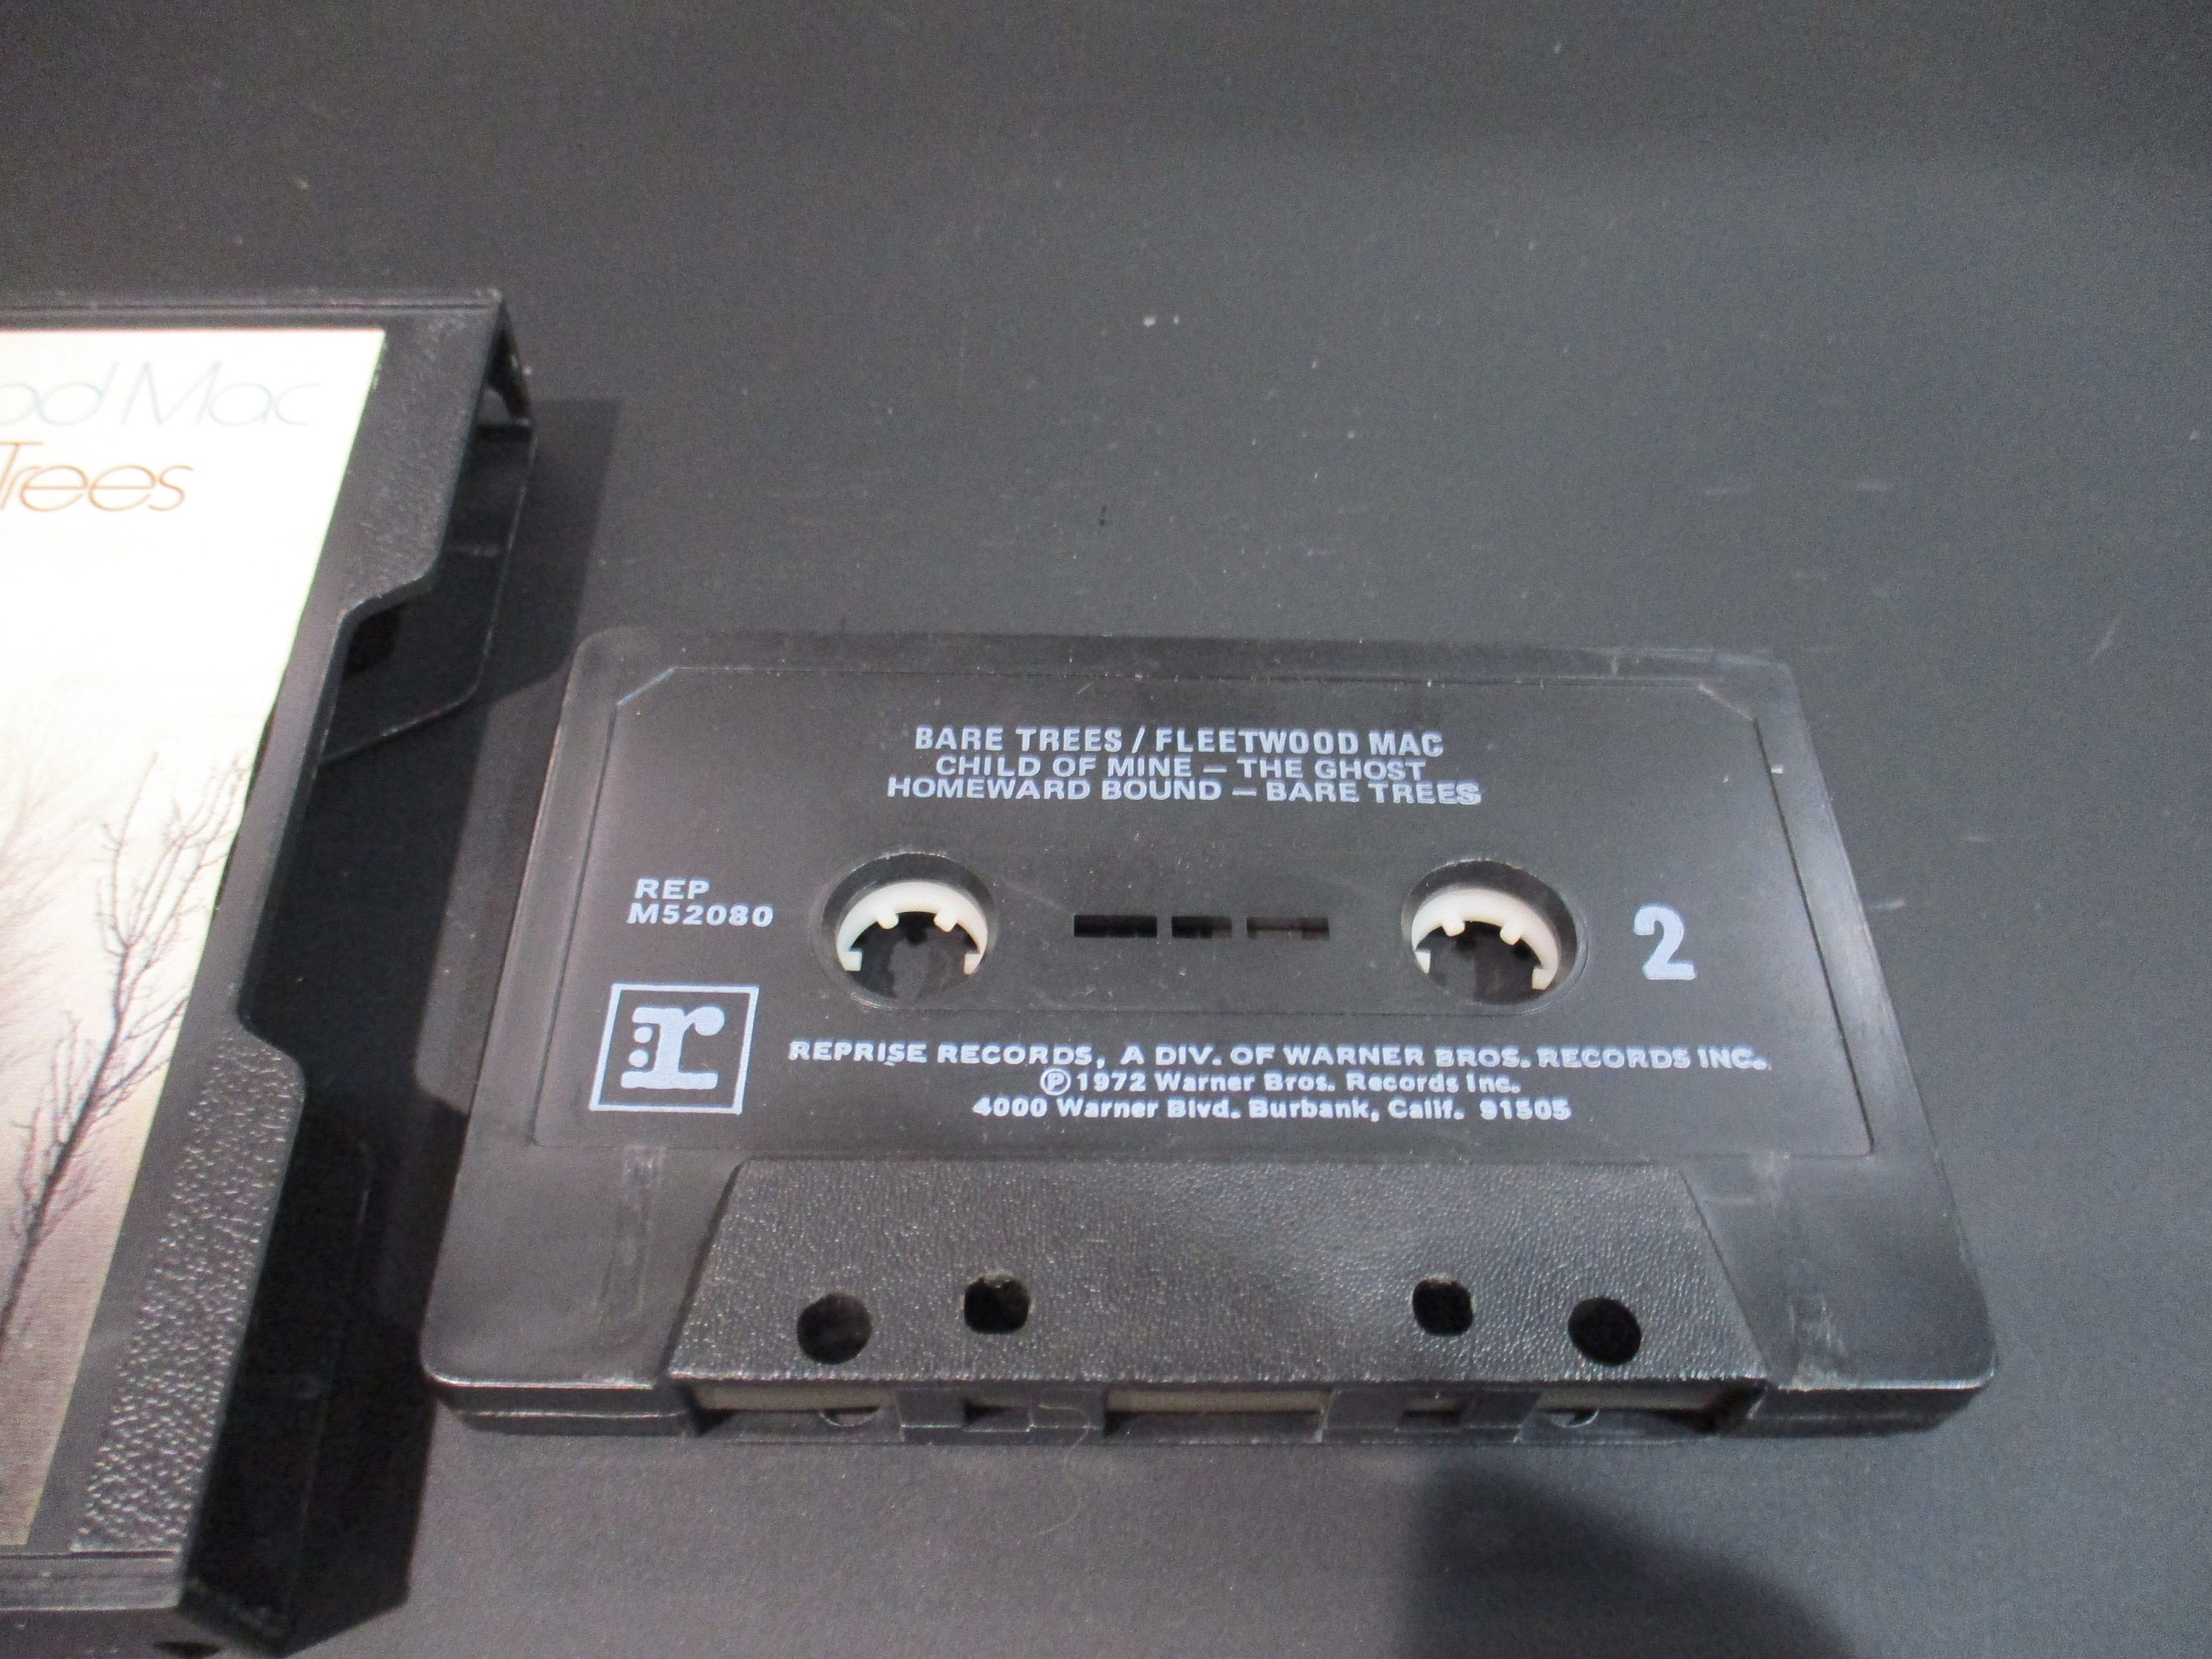 ood Mac
Trees
BARE TREES / FLEETWOOD MAC
CHILD OF MINE – THE GHOST
HOMEWARD BOUND – BARE TREES
REP
M52080
2
r
REPRISE RECORDS, A DIV. OF WARNER BROS. RECORDS INC.
Ⓟ 1972 Warner Bros. Records Inc.
4000 Warner Blvd. Burbank, Calif. 91505